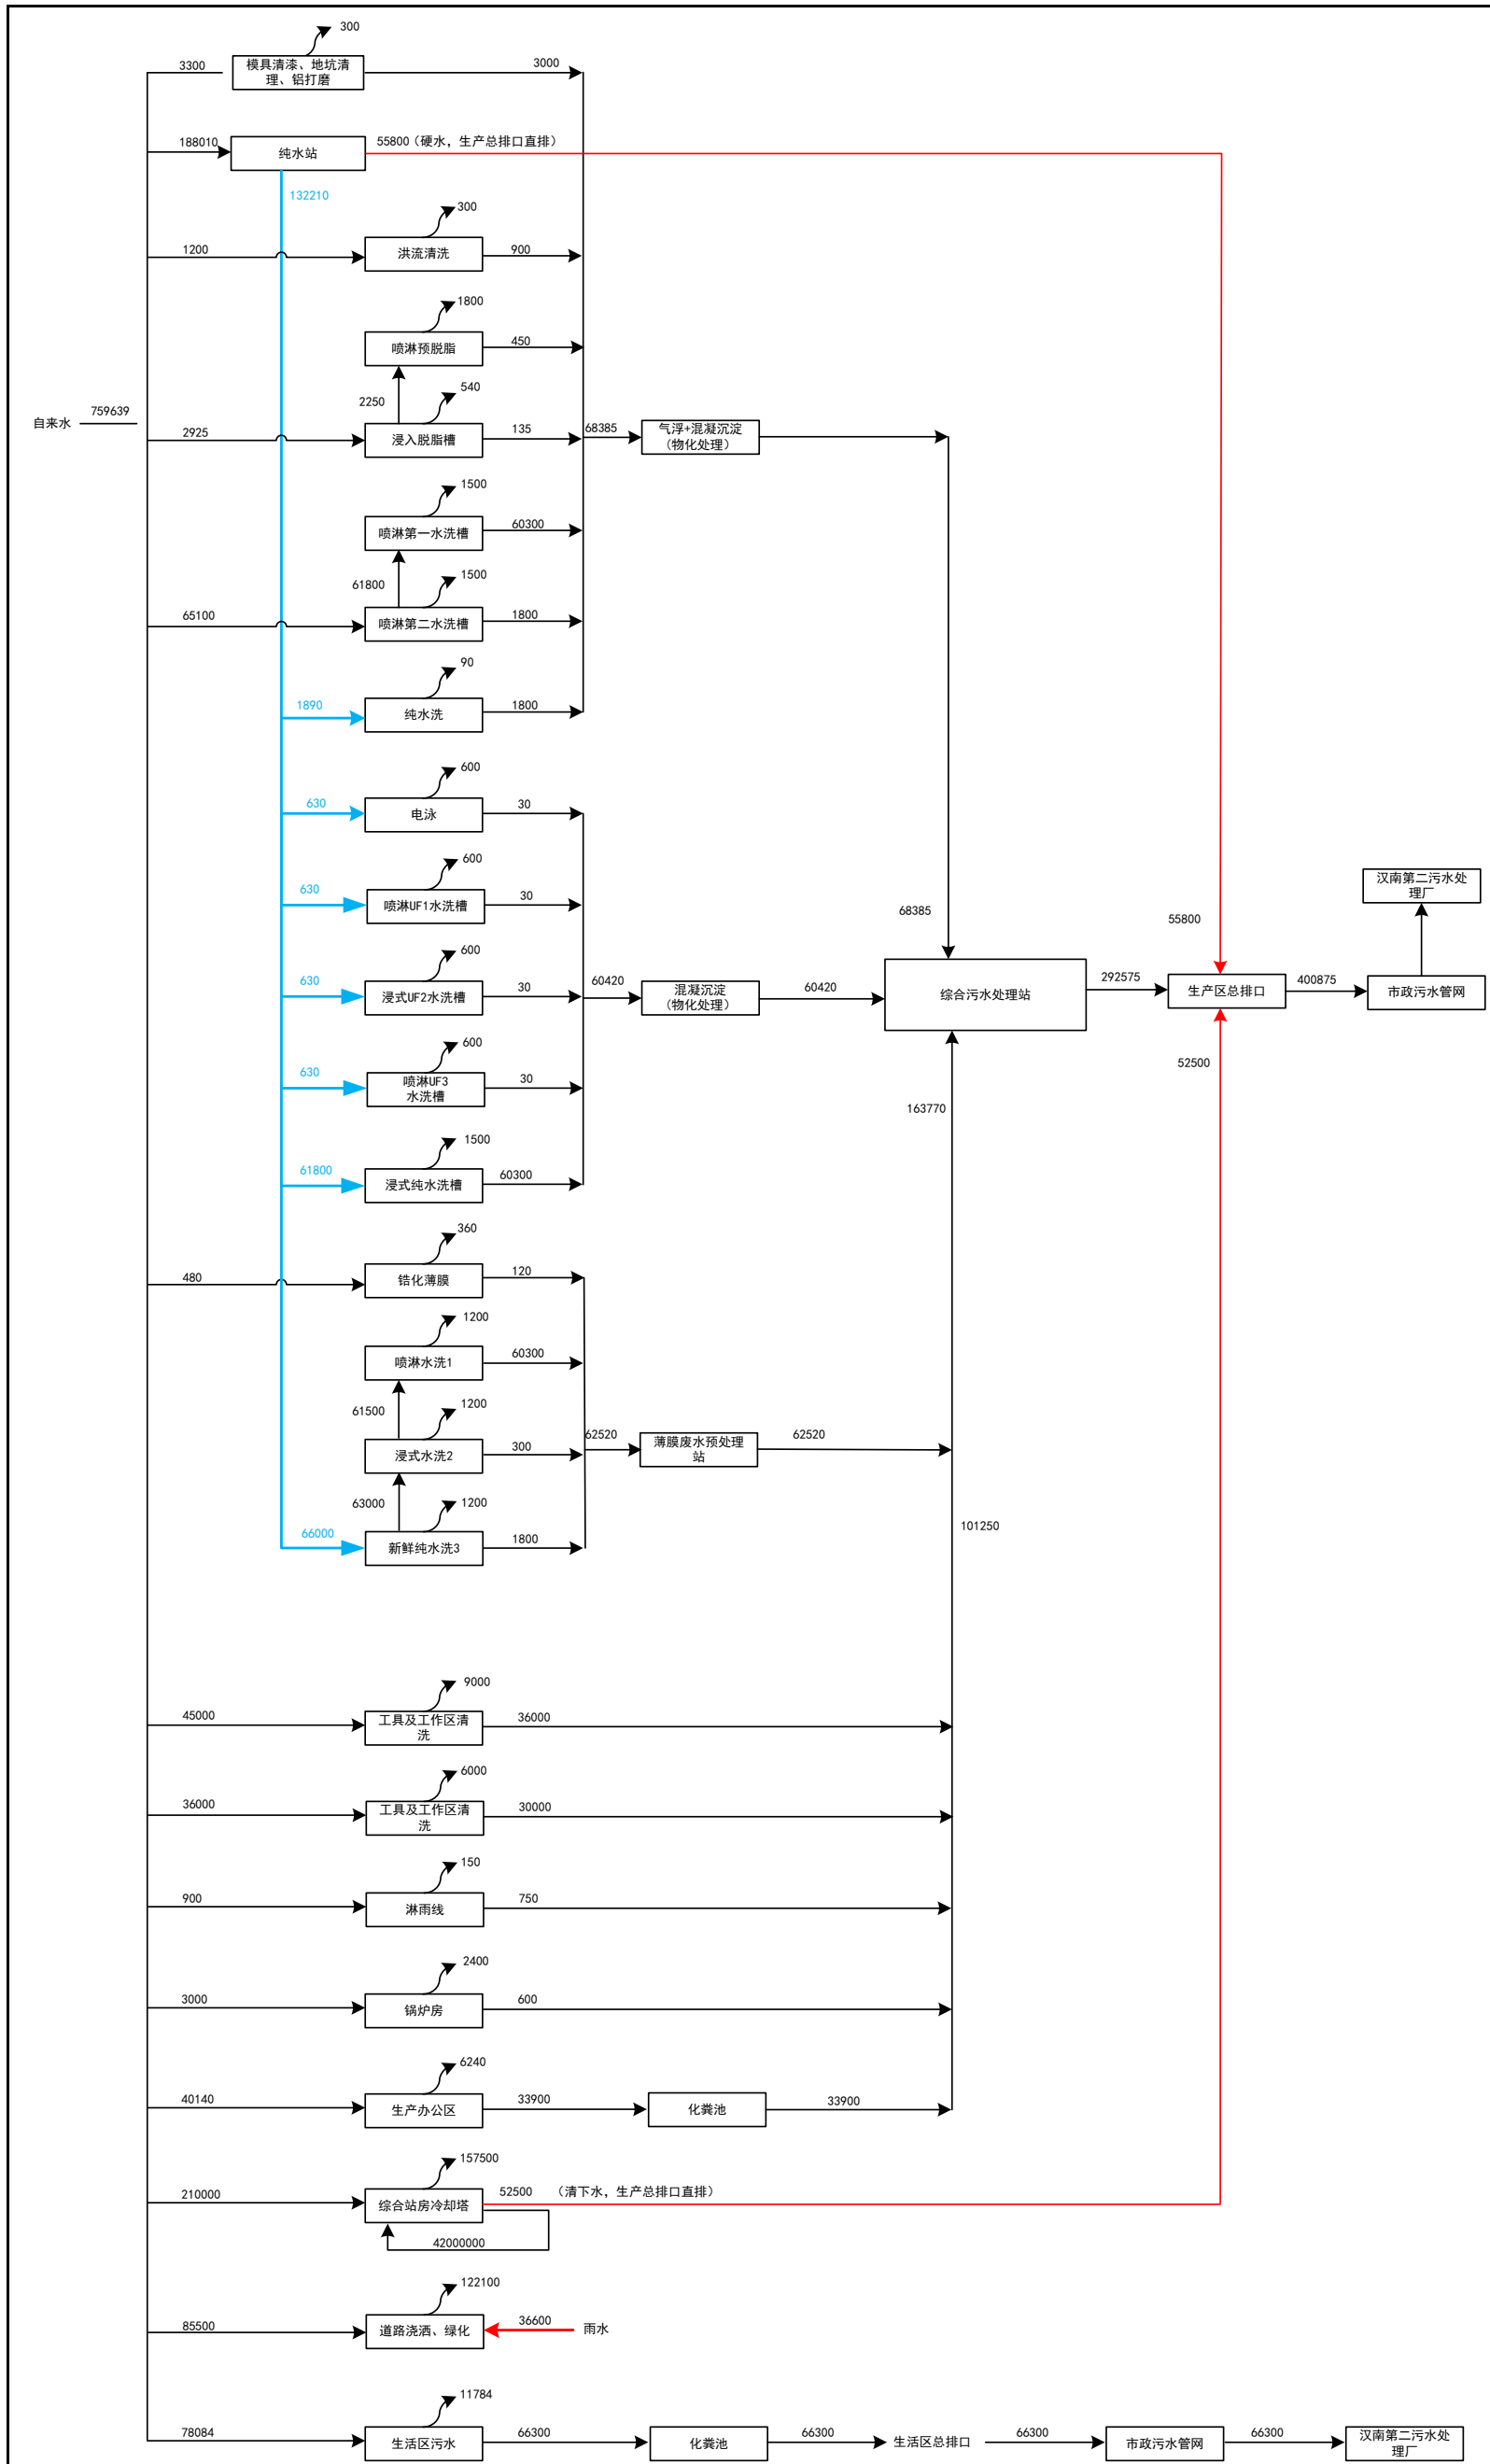 300
3300
模具清漆、地坑清
理、铝打磨
3000
188010
纯水站
55800（硬水，生产总排口直排）
132210
300
1200
洪流清洗
900
1800
喷淋预脱脂
450
2250
540
自来水
759639
2925
浸入脱脂槽
135
68385
气浮+混凝沉淀
（物化处理）
1500
喷淋第一水洗槽
60300
61800
1500
65100
喷淋第二水洗槽
1800
90
1890
纯水洗
1800
600
630
电泳
30
600
630
喷淋UF1水洗槽
30
68385
55800
汉南第二污水处
理厂
600
630
浸式UF2水洗槽
30
60420
混凝沉淀
（物化处理）
60420
综合污水处理站
292575
生产区总排口
400875
市政污水管网
600
630
喷淋UF3
水洗槽
30
163770
52500
1500
61800
浸式纯水洗槽
60300
360
480
锆化薄膜
120
1200
喷淋水洗1
60300
61500
1200
浸式水洗2
300
62520
薄膜废水预处理
站
62520
63000
1200
66000
新鲜纯水洗3
1800
101250
9000
45000
工具及工作区清
洗
36000
6000
36000
工具及工作区清
洗
30000
150
900
淋雨线
750
2400
3000
锅炉房
600
6240
40140
生产办公区
33900
化粪池
33900
157500
210000
综合站房冷却塔
52500
（清下水，生产总排口直排）
42000000
122100
85500
道路浇洒、绿化
36600
雨水
11784
78084
生活区污水
66300
化粪池
66300
生活区总排口
66300
市政污水管网
66300
汉南第二污水处
理厂